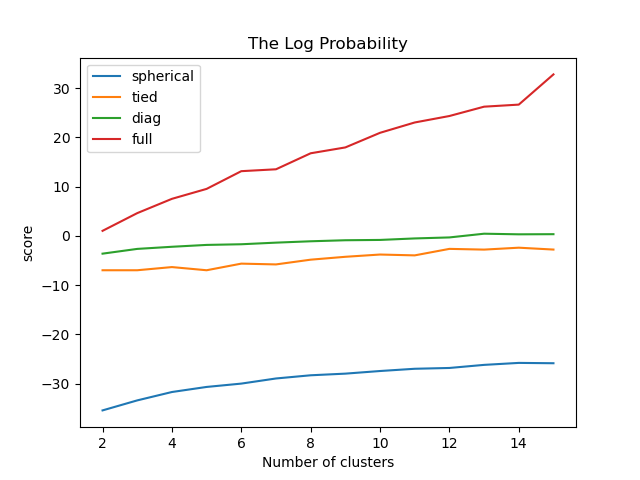 The Log Probability
spherical
tied
diag
full
30
20
10
0
−10
−20
−30
score
2
4
6
8
10
12
14
Number of clusters